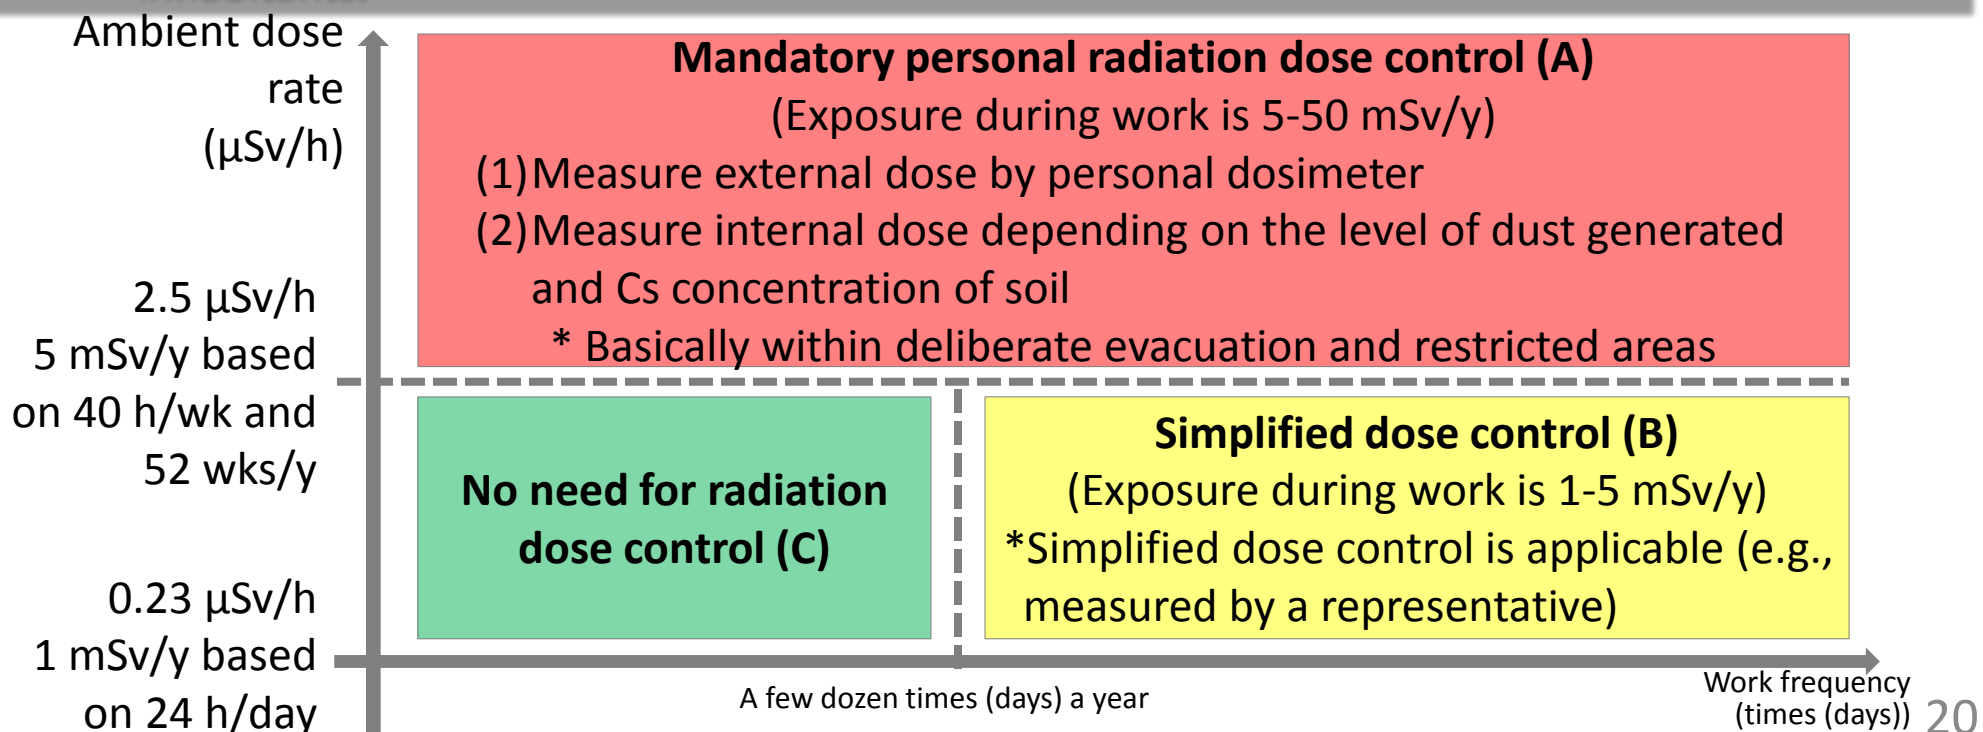 Ambient dose
rate
(μSv/h)
Mandatory personal radiation dose control (A)
(Exposure during work is 5-50 mSv/y)
(1)Measure external dose by personal dosimeter
(2)Measure internal dose depending on the level of dust generated
and Cs concentration of soil
* Basically within deliberate evacuation and restricted areas
2.5 μSv/h
5 mSv/y based
on 40 h/wk and
52 wks/y
No need for radiation
dose control (C)
Simplified dose control (B)
(Exposure during work is 1-5 mSv/y)
*Simplified dose control is applicable (e.g.,
measured by a representative)
0.23 μSv/h
1 mSv/y based
on 24 h/day
A few dozen times (days) a year
Work frequency
(times (days))
20